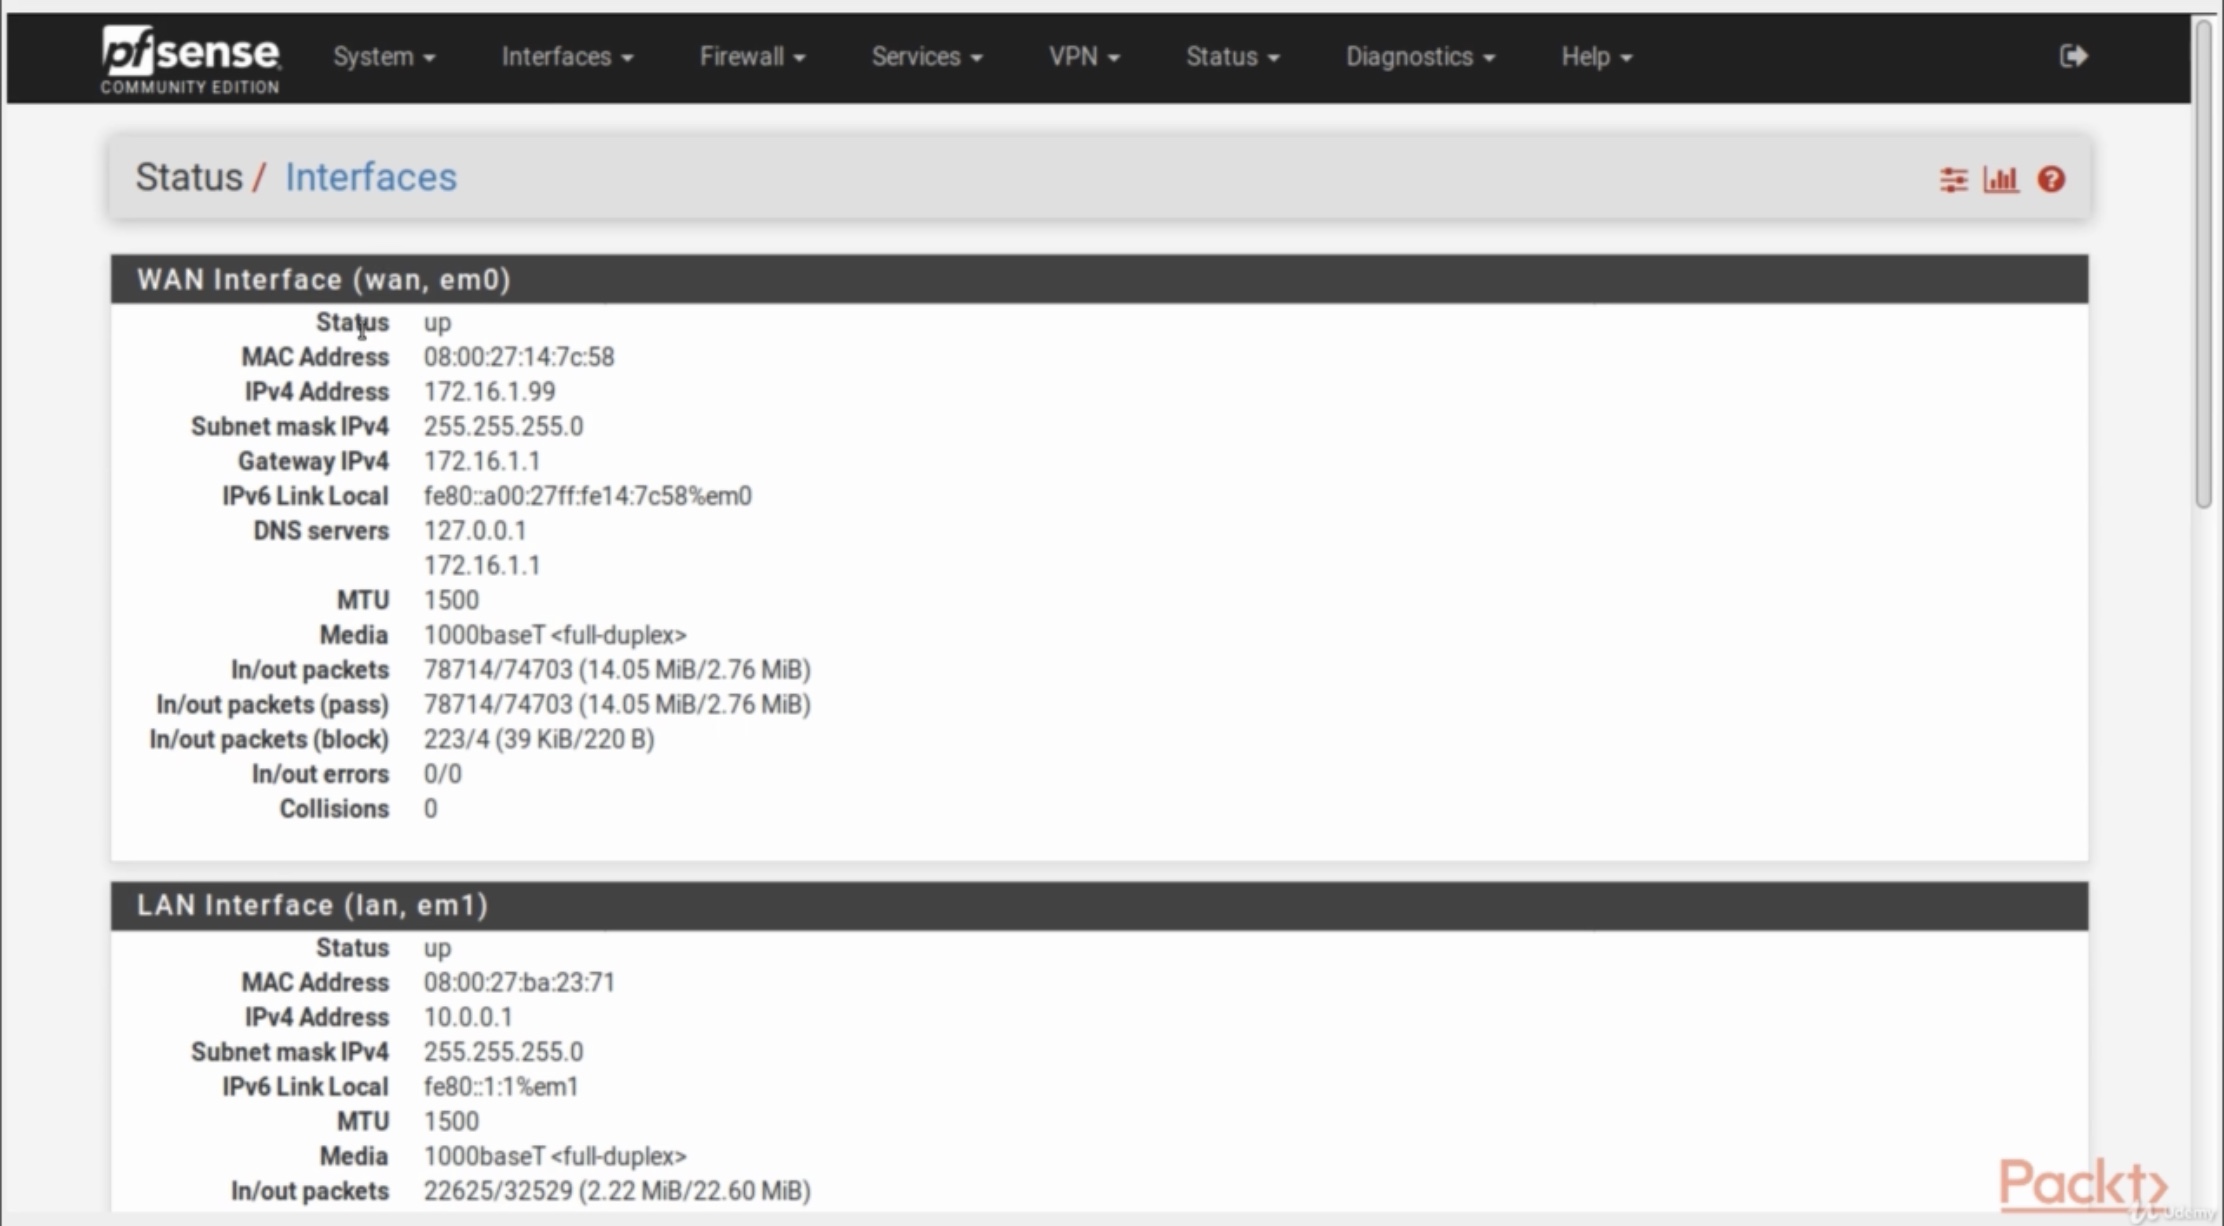 pfsense
COMMUNITY EDITION
System Interfaces Firewall Services VPN Status Diagnostics Help
Status / Interfaces
WAN Interface (wan, em0)
Status up
MAC Address 08:00:27:14:7c:58
IPv4 Address 172.16.1.99
Subnet mask IPv4 255.255.255.0
Gateway IPv4 172.16.1.1
IPv6 Link Local fe80::a00:27ff:fe14:7c58%em0
DNS servers 127.0.0.1
172.16.1.1
MTU 1500
Media 1000baseT <full-duplex>
In/out packets 78714/74703 (14.05 MiB/2.76 MiB)
In/out packets (pass) 78714/74703 (14.05 MiB/2.76 MiB)
In/out packets (block) 223/4 (39 KiB/220 B)
In/out errors 0/0
Collisions 0
LAN Interface (lan, em1)
Status up
MAC Address 08:00:27:ba:23:71
IPv4 Address 10.0.0.1
Subnet mask IPv4 255.255.255.0
IPv6 Link Local fe80::1:1%em1
MTU 1500
Media 1000baseT <full-duplex>
In/out packets 22625/32529 (2.22 MiB/22.60 MiB)
Packt>
Udemy